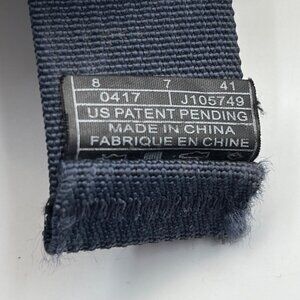 8 7 41
0417 J105749
US PATENT PENDING
MADE IN CHINA
FABRIQUE EN CHINE